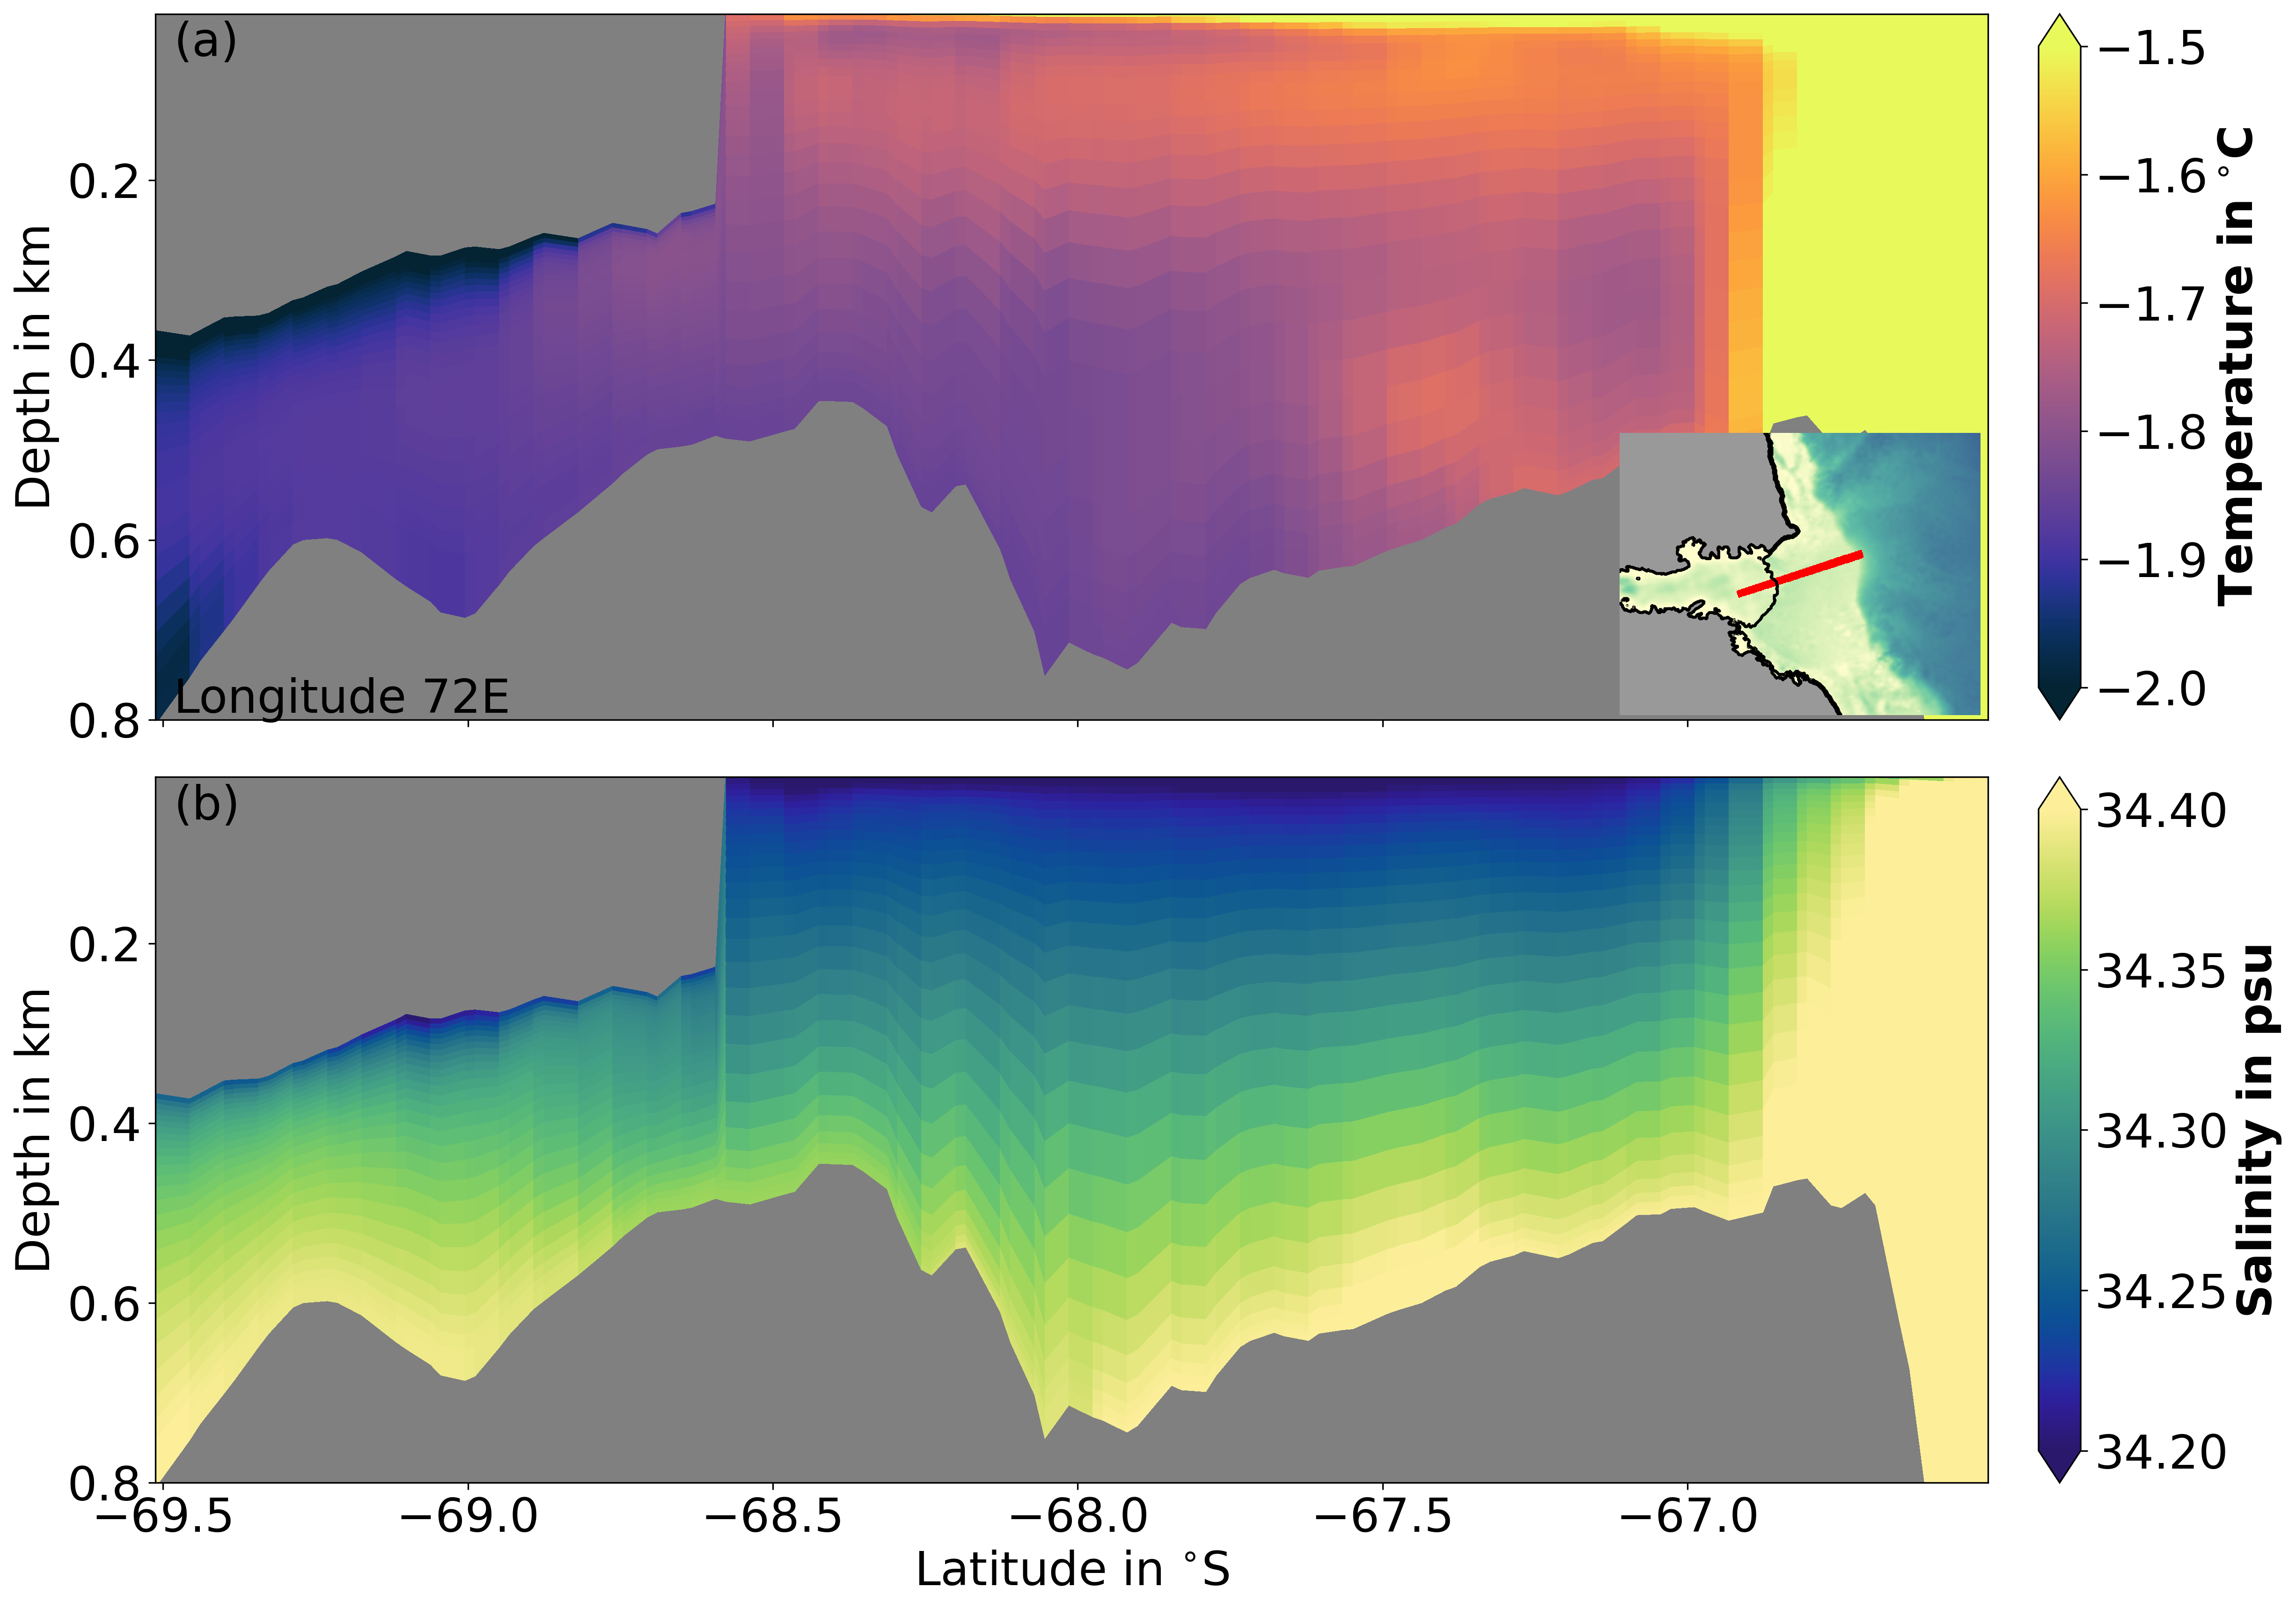 (a)
0.2
0.4
0.6
0.8
Depth in km
Longitude 72E
−1.5
−1.6
−1.7
−1.8
−1.9
−2.0
Temperature in °C
(b)
0.2
0.4
0.6
0.8
Depth in km
34.40
34.35
34.30
34.25
34.20
Salinity in psu
−69.5 −69.0 −68.5 −68.0 −67.5 −67.0
Latitude in °S